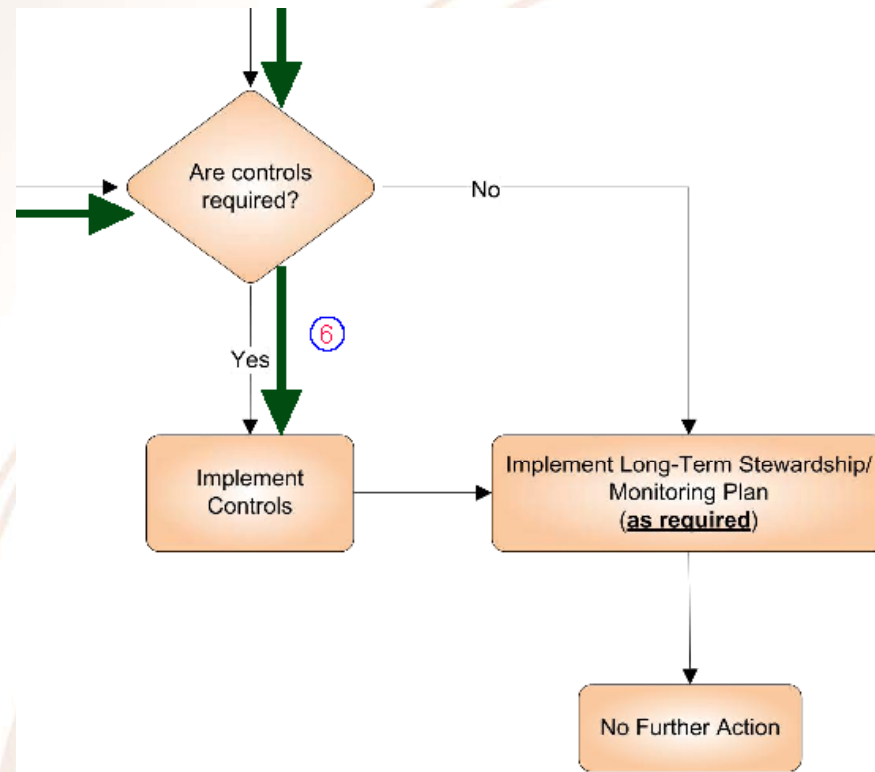 Are controls
required?
No
6
Yes
Implement
Controls
Implement Long-Term Stewardship/
Monitoring Plan
(as required)
No Further Action